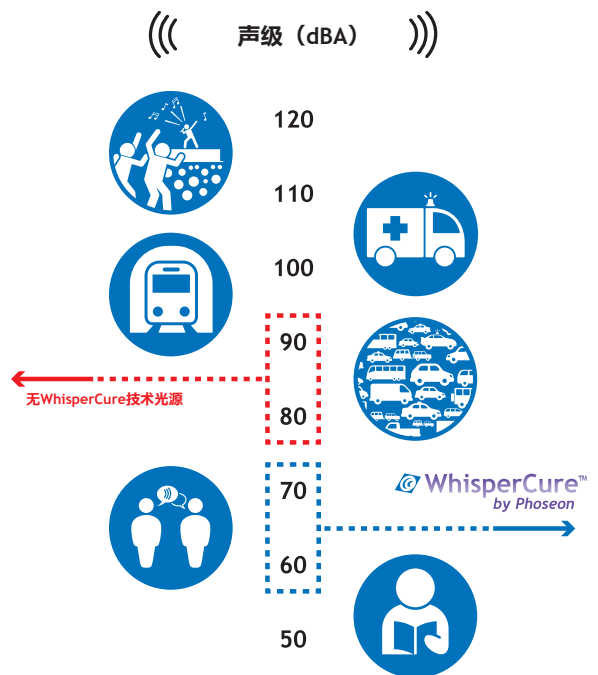 声级（dBA）
120
110
100
90
80
无WhisperCure技术光源
70
WhisperCure™
by Phoseon
60
50